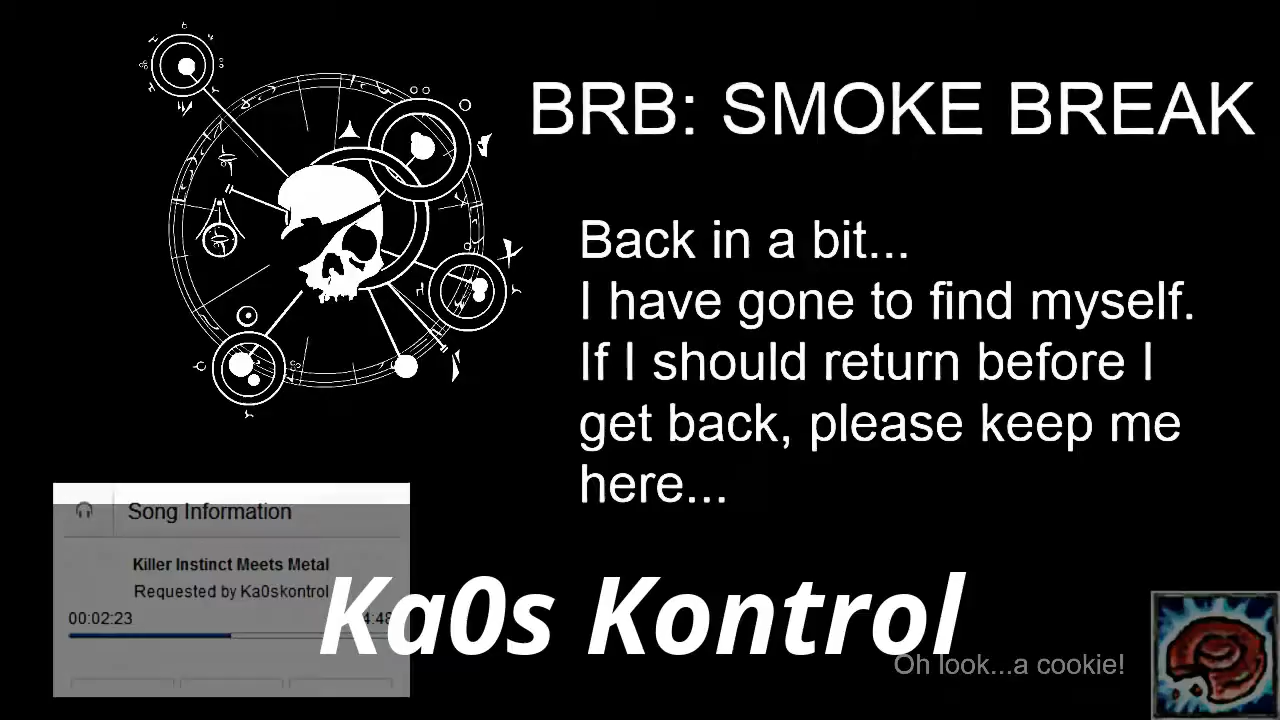 BRB: SMOKE BREAK
Back in a bit...
I have gone to find myself.
If I should return before I
get back, please keep me
here...
Song Information
Killer Instinct Meets Metal
Requested by Ka0skontrol
00:02:23
4:48
Ka0s Kontrol
Oh look...a cookie!